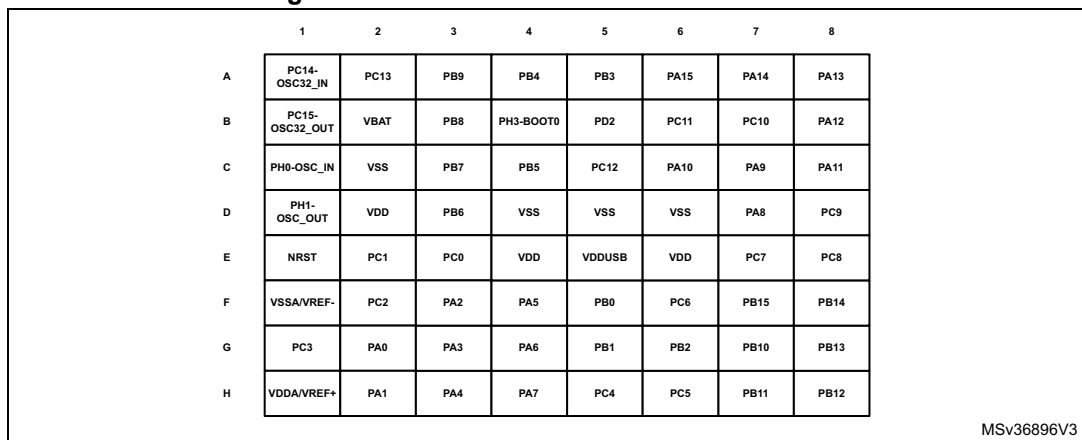 1 2 3 4 5 6 7 8
A PC14-OSC32_IN PC13 PB9 PB4 PB3 PA15 PA14 PA13
B PC15-OSC32_OUT VBAT PB8 PH3-BOOT0 PD2 PC11 PC10 PA12
C PH0-OSC_IN VSS PB7 PB5 PC12 PA10 PA9 PA11
D PH1-OSC_OUT VDD PB6 VSS VSS VSS PA8 PC9
E NRST PC1 PC0 VDD VDDUSB VDD PC7 PC8
F VSSA/VREF- PC2 PA2 PA5 PB0 PC6 PB15 PB14
G PC3 PA0 PA3 PA6 PB1 PB2 PB10 PB13
H VDDA/VREF+ PA1 PA4 PA7 PC4 PC5 PB11 PB12
MSv36896V3